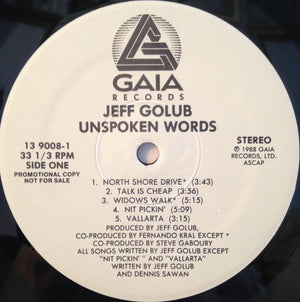 GAIA
RECORDS
JEFF GOLUB
UNSPOKEN WORDS
13 9008-1
33 1/3 RPM
SIDE ONE
PROMOTIONAL COPY
NOT FOR SALE
STEREO
℗ 1988 GAIA
RECORDS, LTD.
ASCAP
1. NORTH SHORE DRIVE* (3:43)
2. TALK IS CHEAP (3:56)
3. WIDOWS WALK* (5:21)
4. NIT PICKIN' (5:09)
5. VALLARTA (3:16)
PRODUCED BY JEFF GOLUB,
CO-PRODUCED BY FERNANDO KRAL EXCEPT *
CO-PRODUCED BY STEVE GABOURY
ALL SONGS WRITTEN BY JEFF GOLUB EXCEPT
"NIT PICKIN'" AND "VALLARTA"
WRITTEN BY JEFF GOLUB
AND DENNIS SAWAN